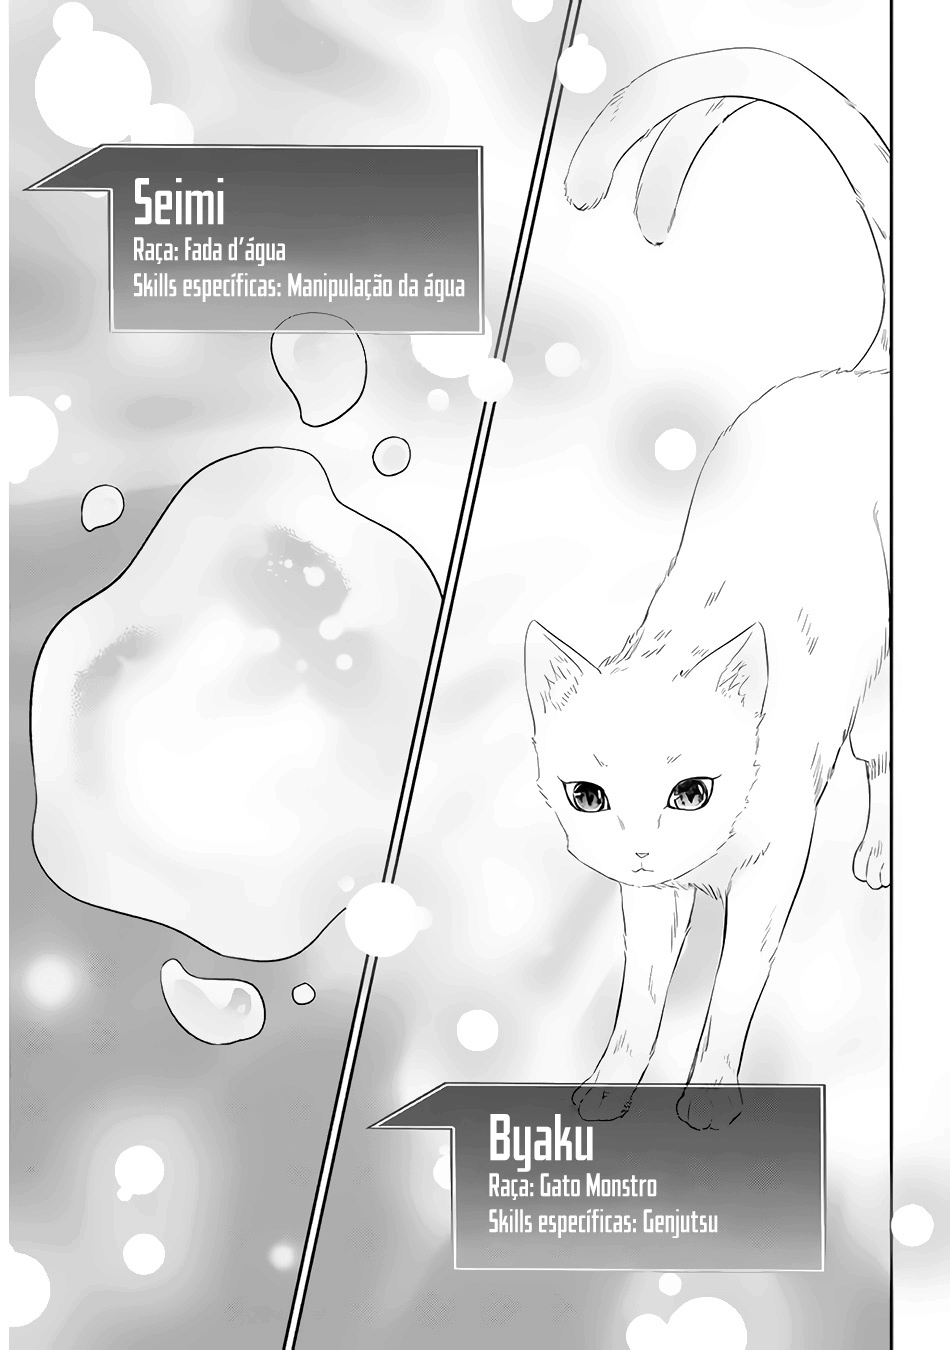 Seimi
Raça: Fada d'água
Skills específicas: Manipulação da água
Byaku
Raça: Gato Monstro
Skills específicas: Genjutsu